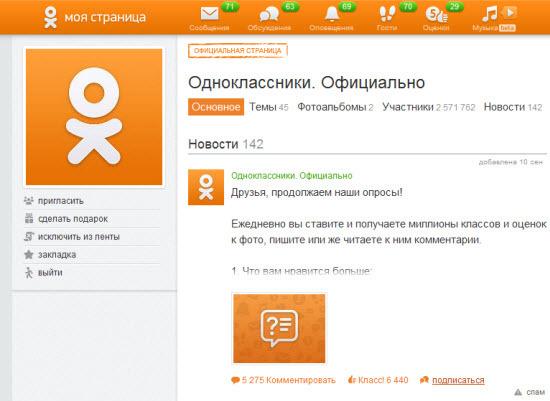 моя страница
71 63 69 70 29
Сообщения Обсуждения Оповещения Гости Оценки Музыка beta
5
ОФИЦИАЛЬНАЯ СТРАНИЦА
Одноклассники. Официально
Основное Темы 45 Фотоальбомы 2 Участники 2 571 762 Новости 142
Новости 142
добавлена 10 сен
Одноклассники. Официально
Друзья, продолжаем наши опросы!
Ежедневно вы ставите и получаете миллионы классов и оценок
к фото, пишите или же читаете к ним комментарии.
1. Что вам нравится больше:
?=
5 275 Комментировать Класс! 6 440 подписаться
спам
пригласить
сделать подарок
исключить из ленты
закладка
выйти